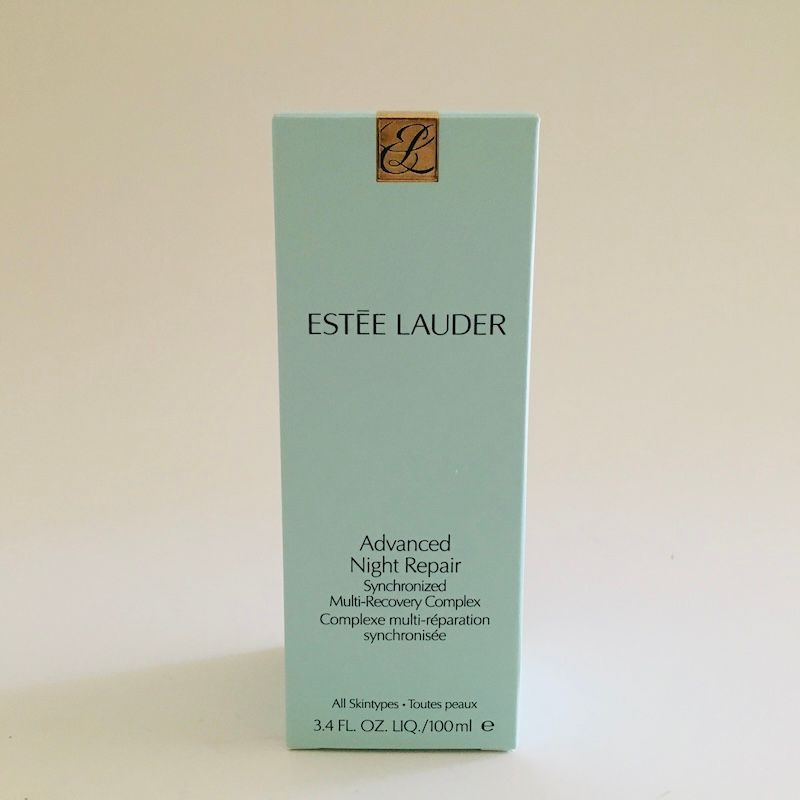 EL
ESTĒE LAUDER
Advanced
Night Repair
Synchronized
Multi-Recovery Complex
Complexe multi-réparation
synchronisée
All Skintypes • Toutes peaux
3.4 FL. OZ. LIQ./100 ml ℮